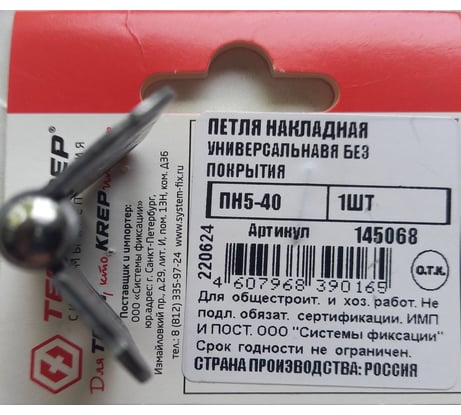 ПЕТЛЯ НАКЛАДНАЯ
УНИВЕРСАЛЬНАВЯ БЕЗ
ПОКРЫТИЯ
ПН5-40 1ШТ
Артикул 145068
220624
4 607968 390165
О.Т.К.
Для общестроит. и хоз. работ. Не
подл. обязат. сертификации. ИМП
И ПОСТ. ООО "Системы фиксации"
Срок годности не ограничен.
СТРАНА ПРОИЗВОДСТВА: РОССИЯ
Поставщик и импортер:
ООО «Системы фиксации»
юр.адрес: г. Санкт-Петербург,
Измайловский пр., д.29, лит. И, пом. 13Н, ком. Д36
тел.: 8 (812) 335-97-24 www.system-fix.ru
Для кто KREP